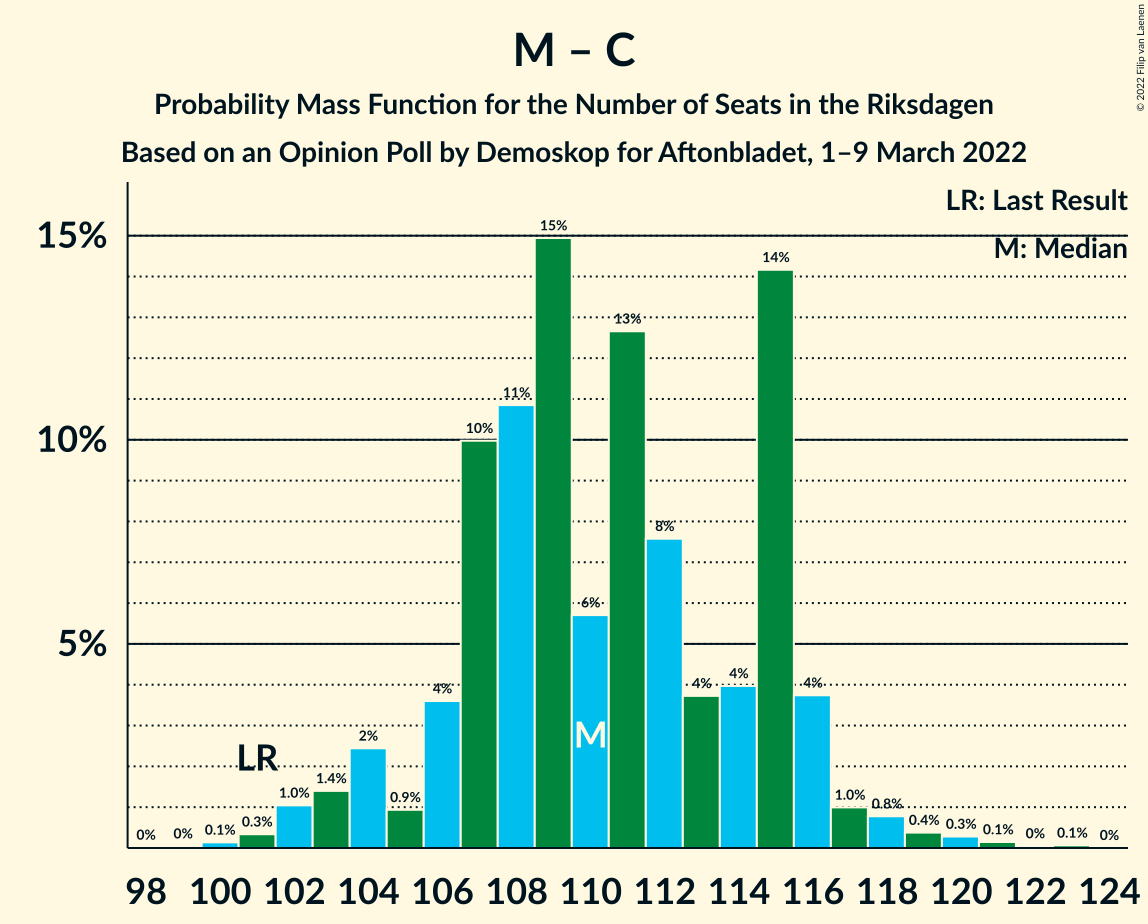 M – C
Probability Mass Function for the Number of Seats in the Riksdagen
Based on an Opinion Poll by Demoskop for Aftonbladet, 1–9 March 2022
© 2022 Filip van Laenen
LR: Last Result
M: Median
15%
10%
5%
0% 0% 0.1% 0.3% 1.0% 1.4% 2% 0.9% 4% 10% 11% 15% 6% 13% 8% 4% 4% 14% 4% 1.0% 0.8% 0.4% 0.3% 0.1% 0% 0.1% 0%
LR
M
98 100 102 104 106 108 110 112 114 116 118 120 122 124